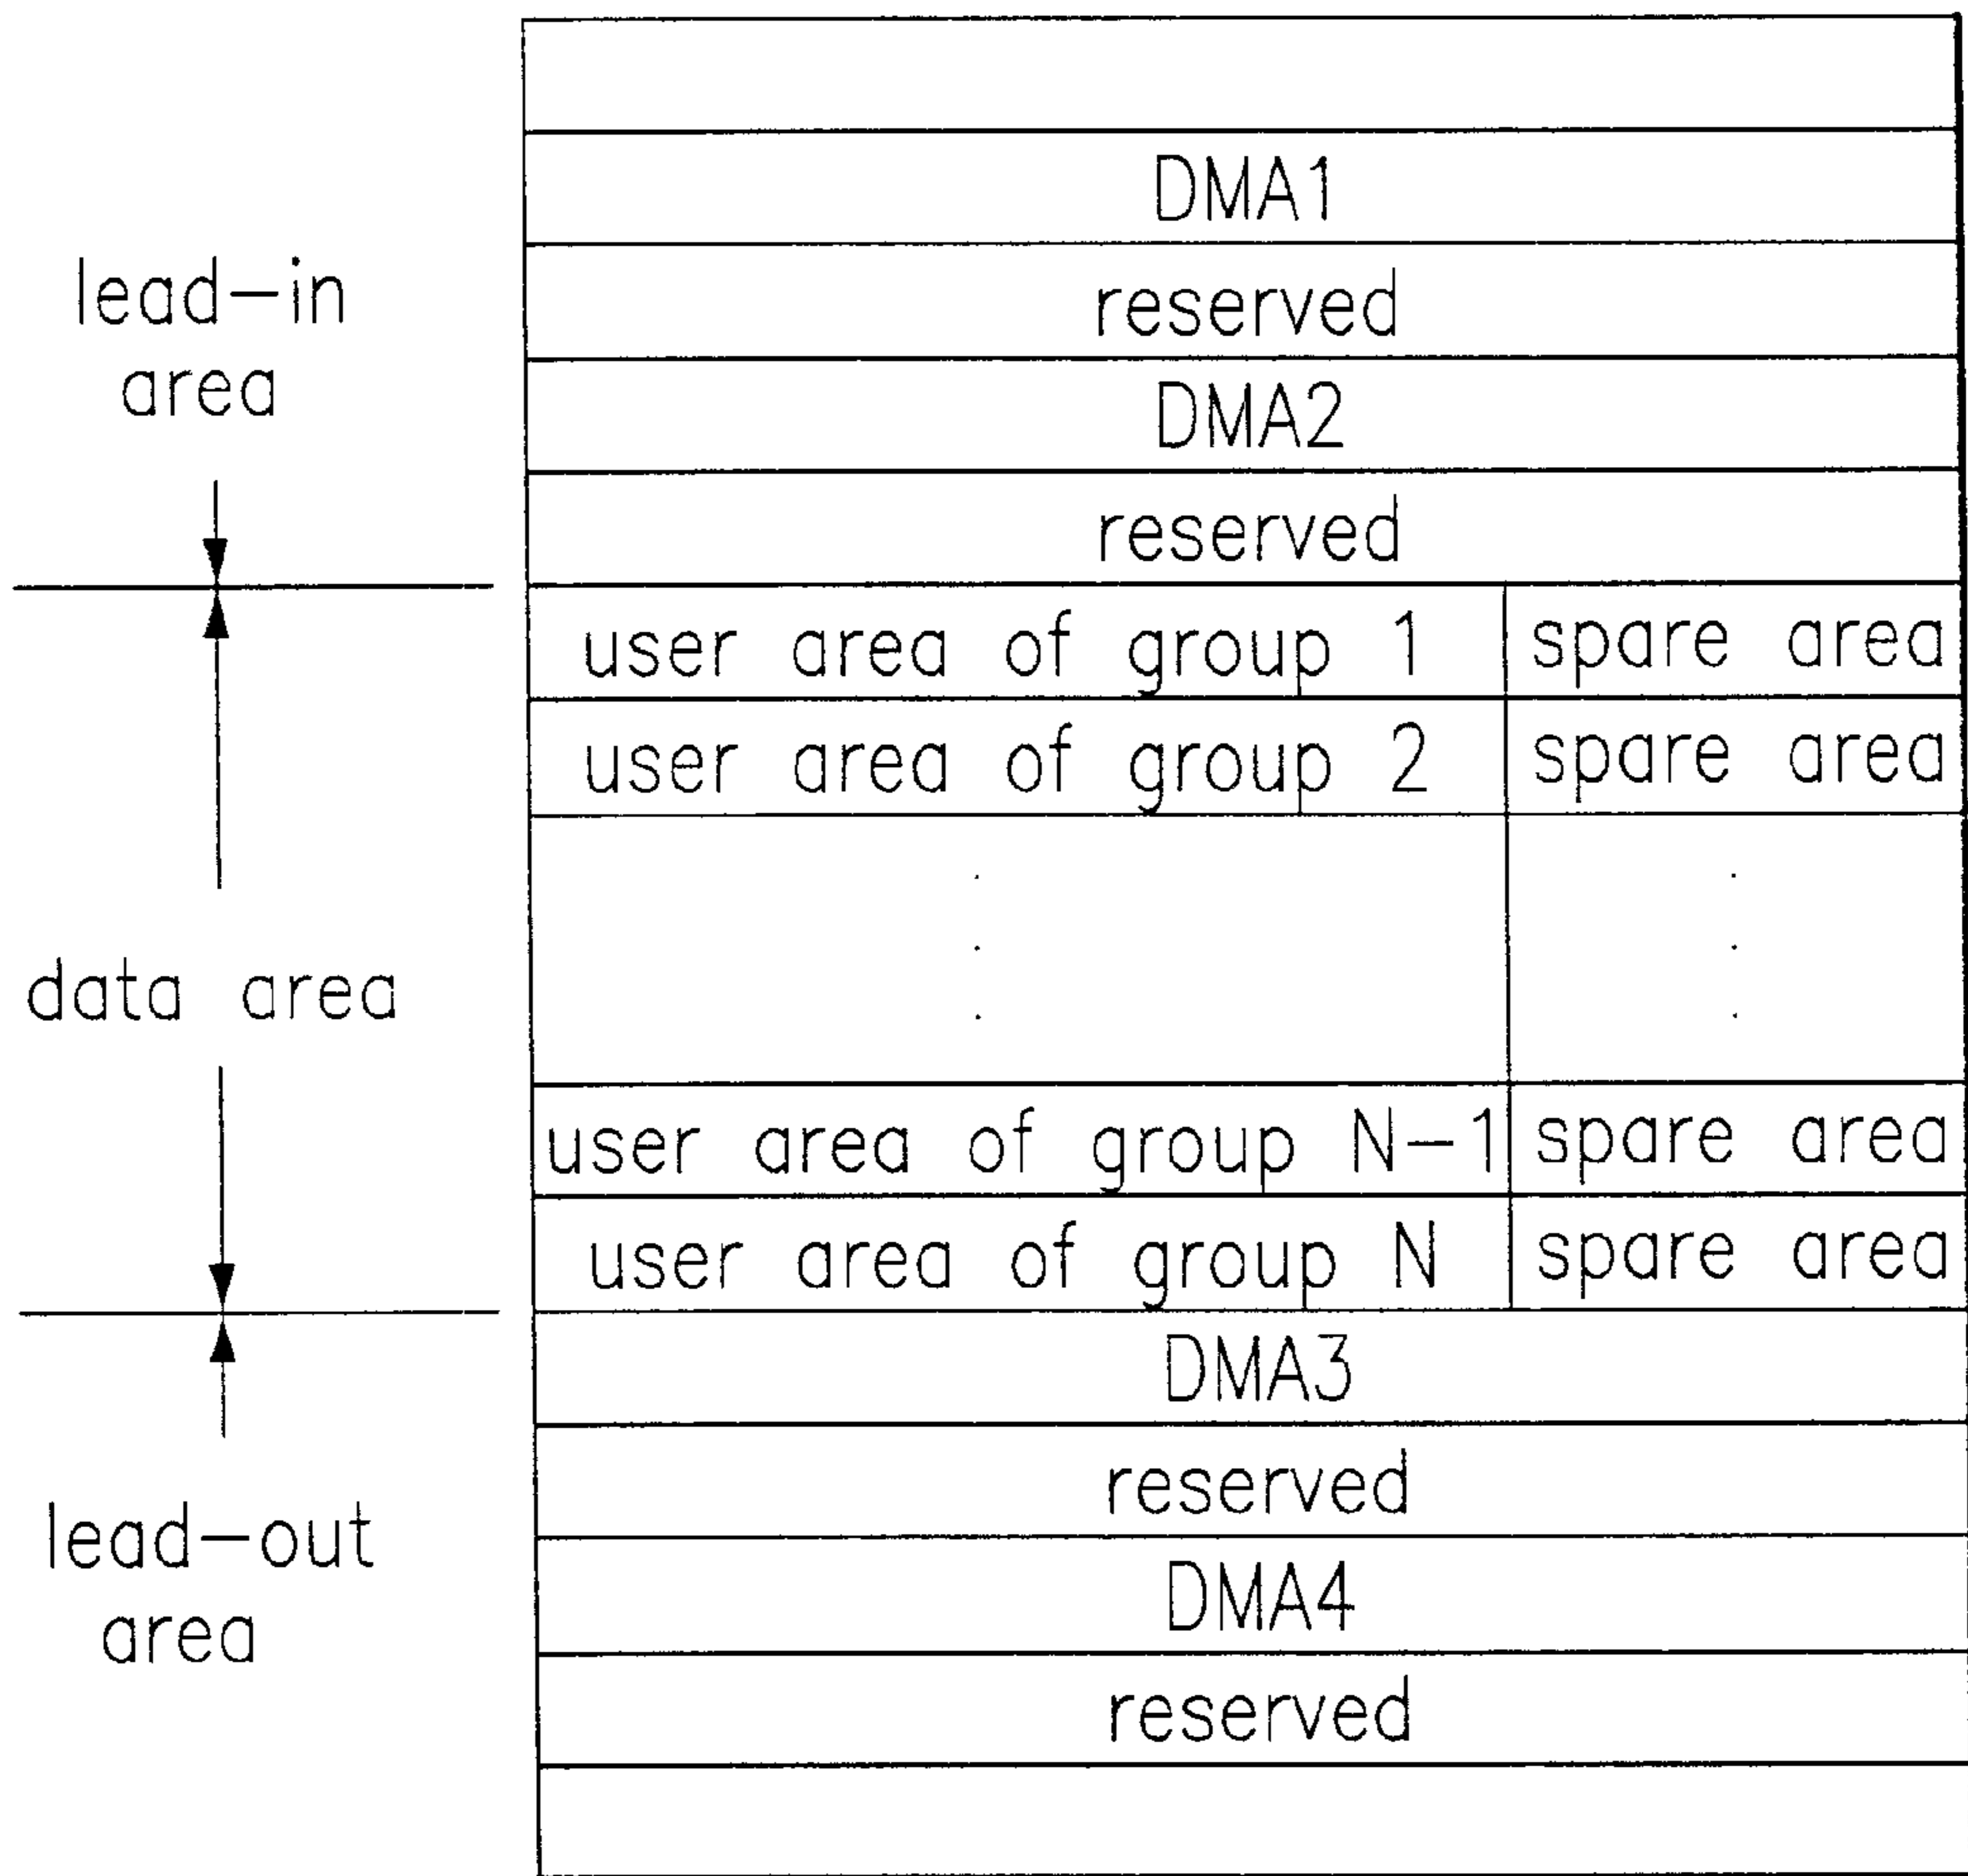 DMA1
reserved
DMA2
reserved
lead-in
area
user area of group 1 spare area
user area of group 2 spare area
data area
user area of group N-1 spare area
user area of group N spare area
DMA3
reserved
DMA4
reserved
lead-out
area